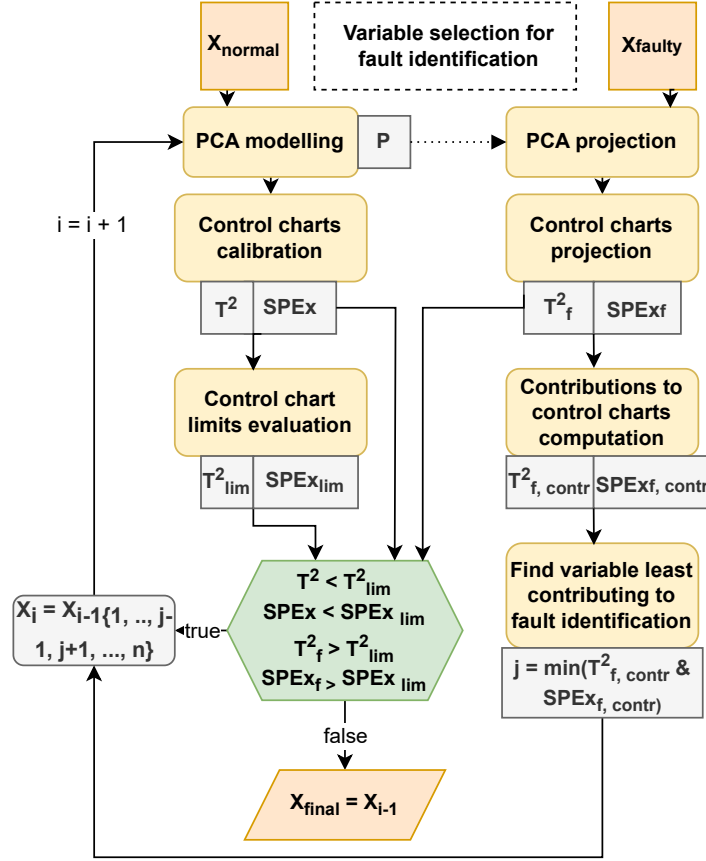 Xnormal
Variable selection for
fault identification
Xfaulty
PCA modelling
P
PCA projection
i = i + 1
Control charts
calibration
Control charts
projection
T² SPEx
T²f SPExf
Control chart
limits evaluation
Contributions to
control charts
computation
T²lim SPExlim
T²f, contr SPExf, contr
T² < T²lim
SPEx < SPEx lim
T²f > T²lim
SPExf > SPEx lim
Find variable least
contributing to
fault identification
Xi = Xi-1{1, .., j-
1, j+1, ..., n}
true
j = min(T²f, contr &
SPExf, contr)
false
Xfinal = Xi-1